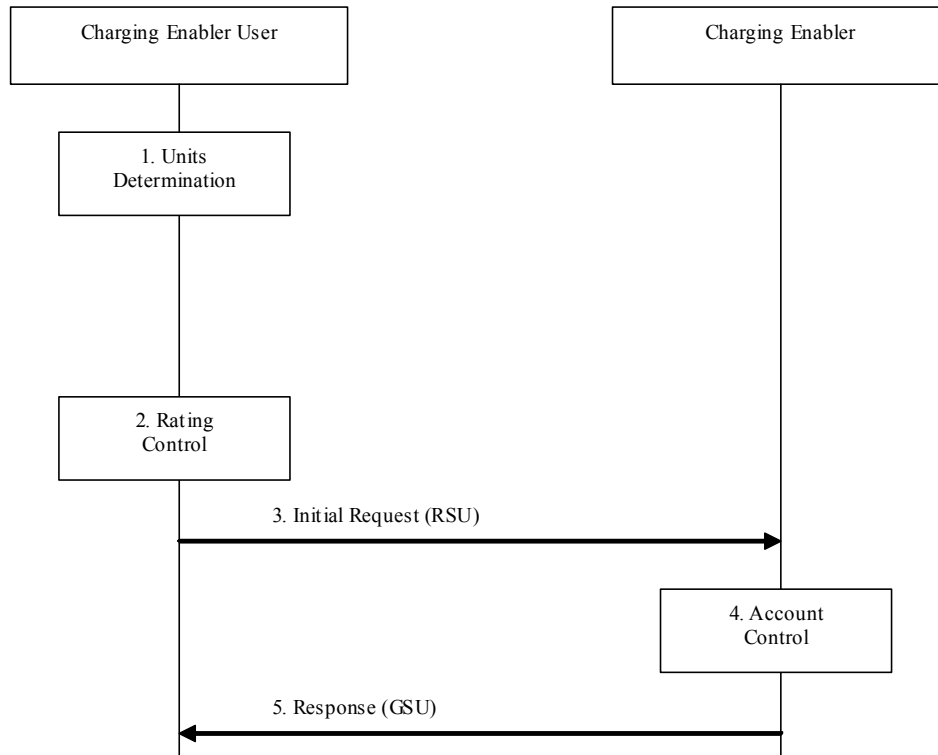 Charging Enabler User
Charging Enabler
1. Units
Determination
2. Rating
Control
3. Initial Request (RSU)
4. Account
Control
5. Response (GSU)